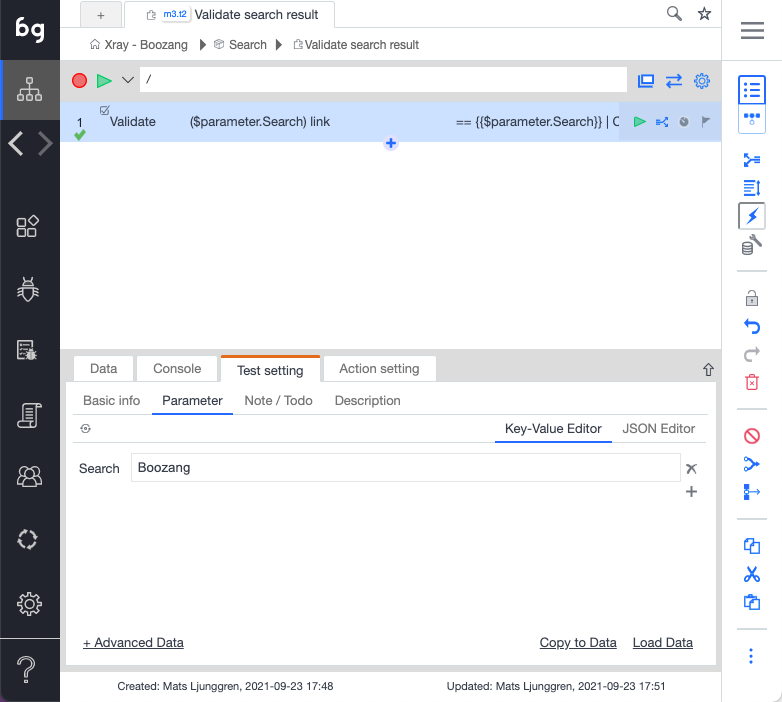 bg
+
m3.t2 Validate search result
Xray - Boozang Search Validate search result
/
1 Validate ($parameter.Search) link == {{$parameter.Search}} | C
Data Console Test setting Action setting
Basic info Parameter Note / Todo Description
Key-Value Editor JSON Editor
Search Boozang
+ Advanced Data Copy to Data Load Data
Created: Mats Ljunggren, 2021-09-23 17:48 Updated: Mats Ljunggren, 2021-09-23 17:51